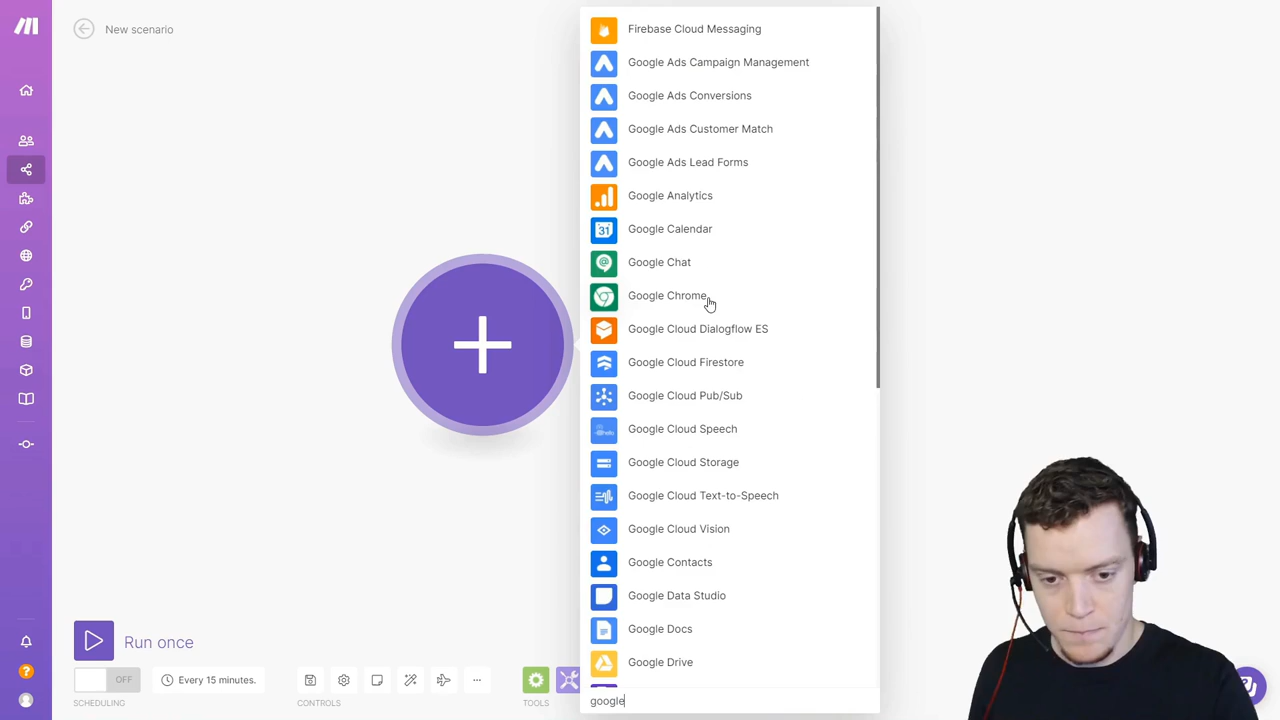 New scenario
Firebase Cloud Messaging
Google Ads Campaign Management
Google Ads Conversions
Google Ads Customer Match
Google Ads Lead Forms
Google Analytics
31
Google Calendar
Google Chat
Google Chrome
Google Cloud Dialogflow ES
Google Cloud Firestore
Google Cloud Pub/Sub
Google Cloud Speech
Google Cloud Storage
Google Cloud Text-to-Speech
Google Cloud Vision
Google Contacts
Google Data Studio
Google Docs
Google Drive
google
Run once
OFF
Every 15 minutes.
...
SCHEDULING
CONTROLS
TOOLS
?